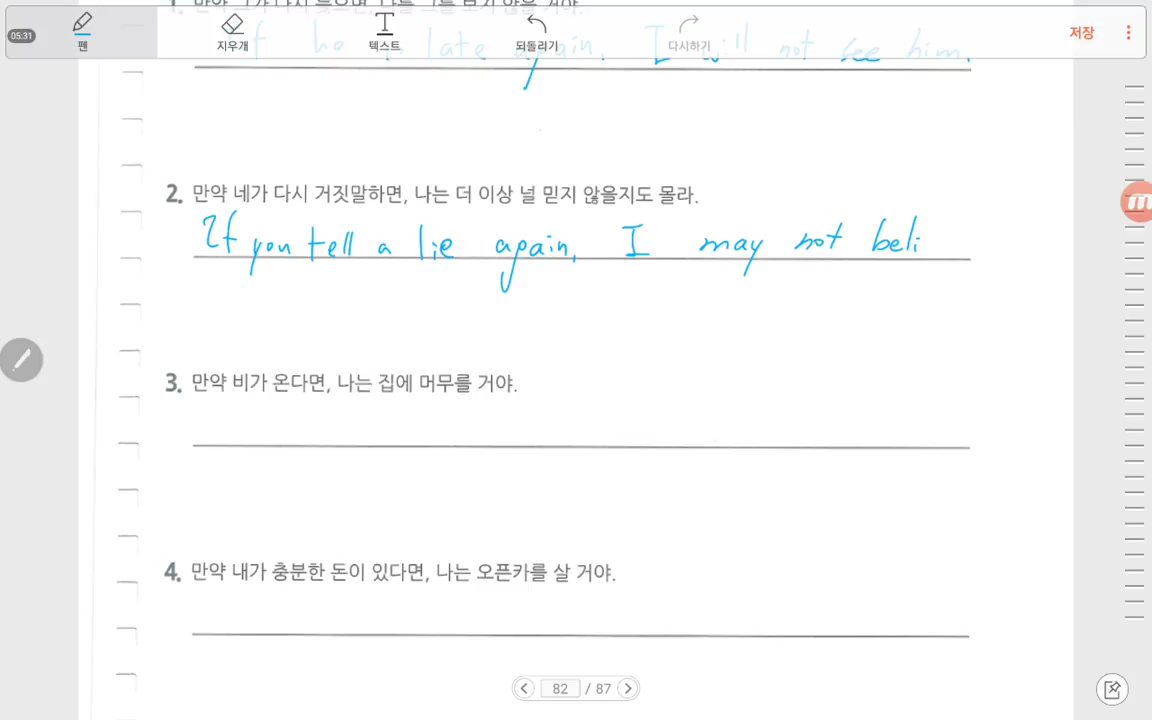 05:31 펜 지우개 텍스트 되돌리기 다시하기 저장
late again, I will not see him.
2. 만약 네가 다시 거짓말하면, 나는 더 이상 널 믿지 않을지도 몰라.
If you tell a lie again, I may not beli
3. 만약 비가 온다면, 나는 집에 머무를 거야.
4. 만약 내가 충분한 돈이 있다면, 나는 오픈카를 살 거야.
82 / 87